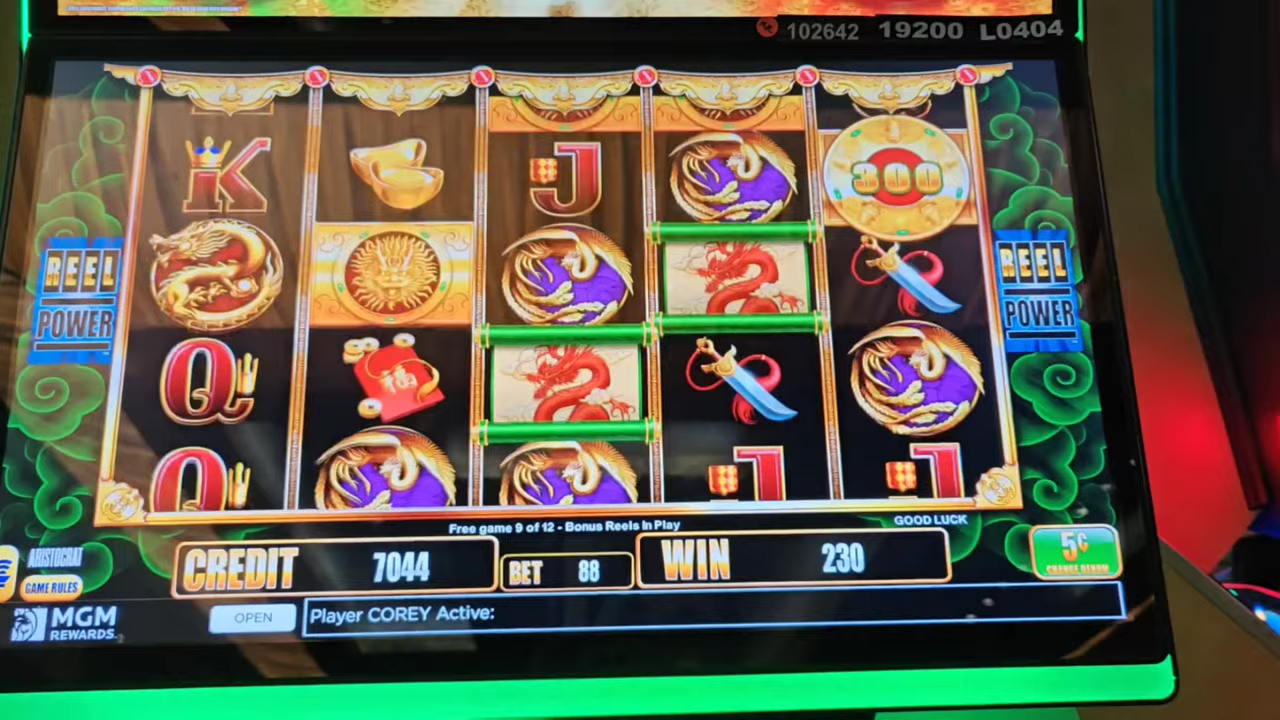 102642 19200 L0404
K
J
300
REEL
POWER
REEL
POWER
Q
Q
J
J
Free game 9 of 12 - Bonus Reels In Play
GOOD LUCK
ARISTOCRAT
GAME RULES
CREDIT 7044
BET 88
WIN 230
5¢
CHANGE DENOM
MGM
REWARDS
OPEN
Player COREY Active: